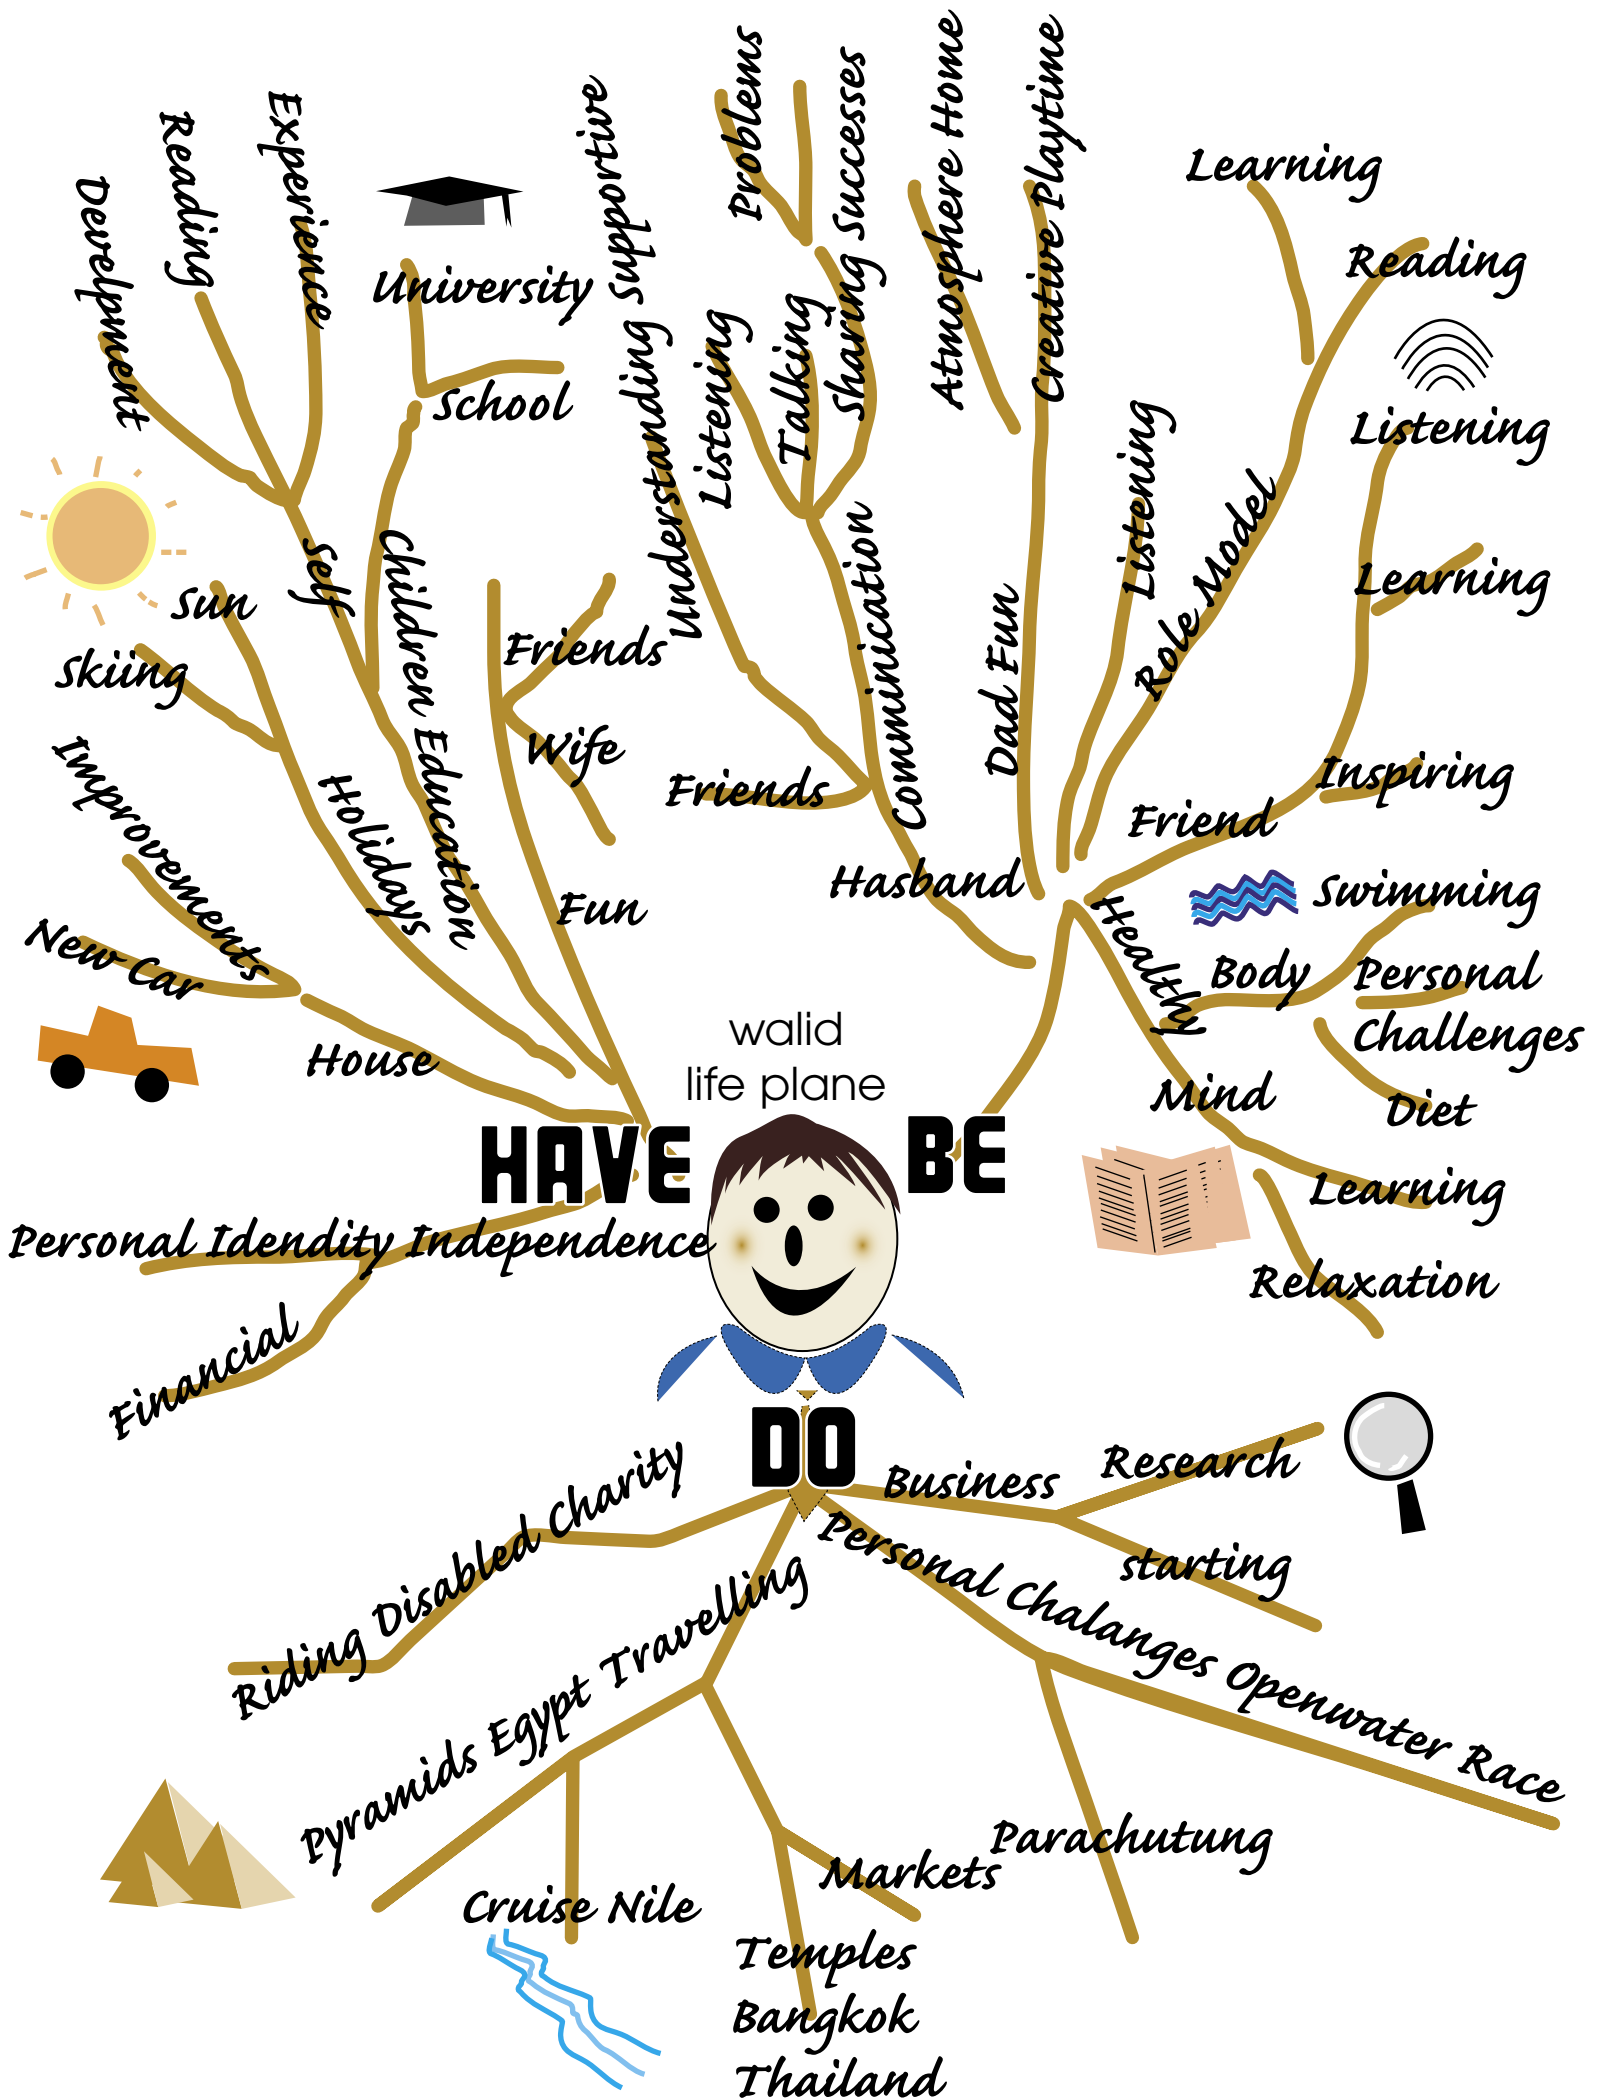 walid
life plane
HAVE
BE
DO
Develpment
Reading
Experience
University
School
Self
Children Education
Sun
Skiing
Holidays
Improvements
New Car
House
Friends
Wife
Fun
Personal Idendity Independence
Financial
Understanding Supportive
Problems
Sharing Successes
Listening
Talking
Communication
Friends
Hasband
Atmosphere Home
Creative Playtime
Dad Fun
Listening
Role Model
Learning
Reading
Listening
Learning
Inspiring
Friend
Healthy
Swimming
Body
Personal
Challenges
Diet
Mind
Learning
Relaxation
Riding Disabled Charity
Pyramids Egypt Travelling
Cruise Nile
Markets
Temples
Bangkok
Thailand
Business
Research
starting
Personal Chalanges Openwater Race
Parachutung